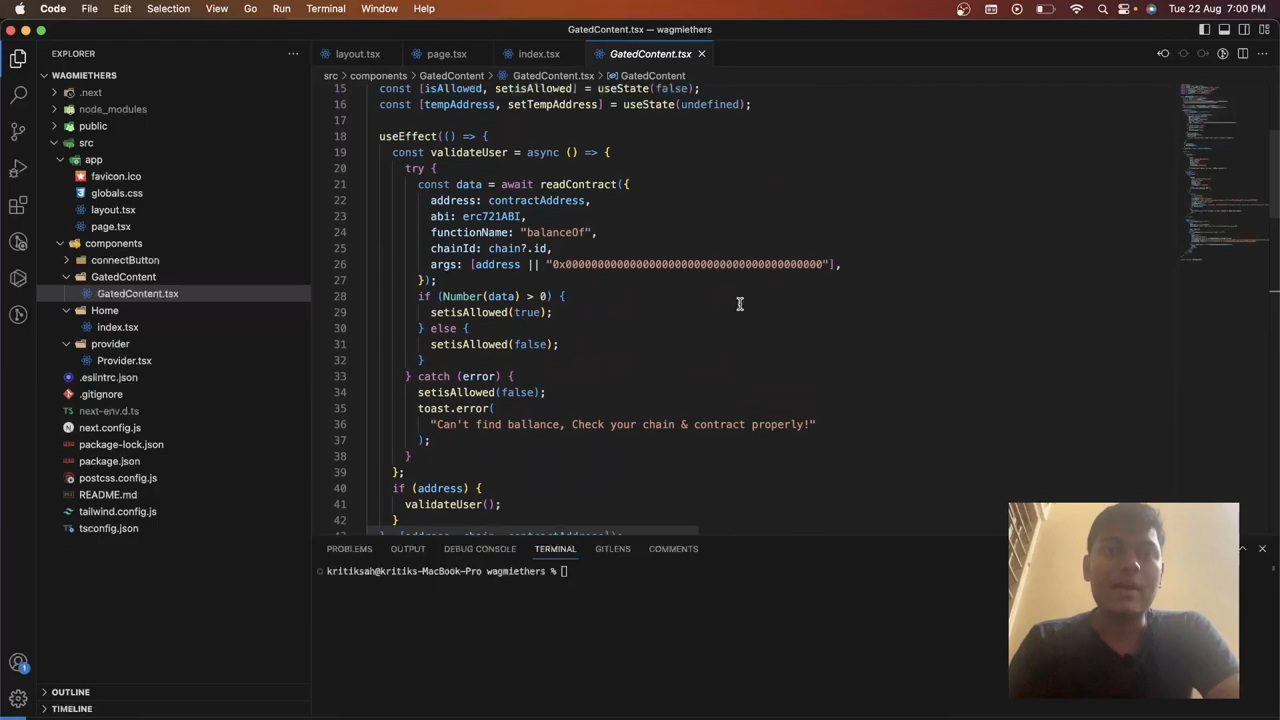 Code File Edit Selection View Go Run Terminal Window Help Tue 22 Aug 7:00 PM
GatedContent.tsx — wagmiethers
EXPLORER
layout.tsx page.tsx index.tsx GatedContent.tsx
WAGMIETHERS
src components GatedContent GatedContent.tsx GatedContent
.next
node_modules
public
src
app
favicon.ico
globals.css
layout.tsx
page.tsx
components
connectButton
GatedContent
GatedContent.tsx
Home
index.tsx
provider
Provider.tsx
.eslintrc.json
.gitignore
next-env.d.ts
next.config.js
package-lock.json
package.json
postcss.config.js
README.md
tailwind.config.js
tsconfig.json
OUTLINE
TIMELINE
1
15 const [isAllowed, setisAllowed] = useState(false);
16 const [tempAddress, setTempAddress] = useState(undefined);
17
18 useEffect(() => {
19 const validateUser = async () => {
20 try {
21 const data = await readContract({
22 address: contractAddress,
23 abi: erc721ABI,
24 functionName: "balanceOf",
25 chainId: chain?.id,
26 args: [address || "0x0000000000000000000000000000000000000000"],
27 });
28 if (Number(data) > 0) {
29 setisAllowed(true);
30 } else {
31 setisAllowed(false);
32 }
33 } catch (error) {
34 setisAllowed(false);
35 toast.error(
36 "Can't find ballance, Check your chain & contract properly!"
37 );
38 }
39 };
40 if (address) {
41 validateUser();
42 }
PROBLEMS OUTPUT DEBUG CONSOLE TERMINAL GITLENS COMMENTS
kritiksah@kritiks-MacBook-Pro wagmiethers %